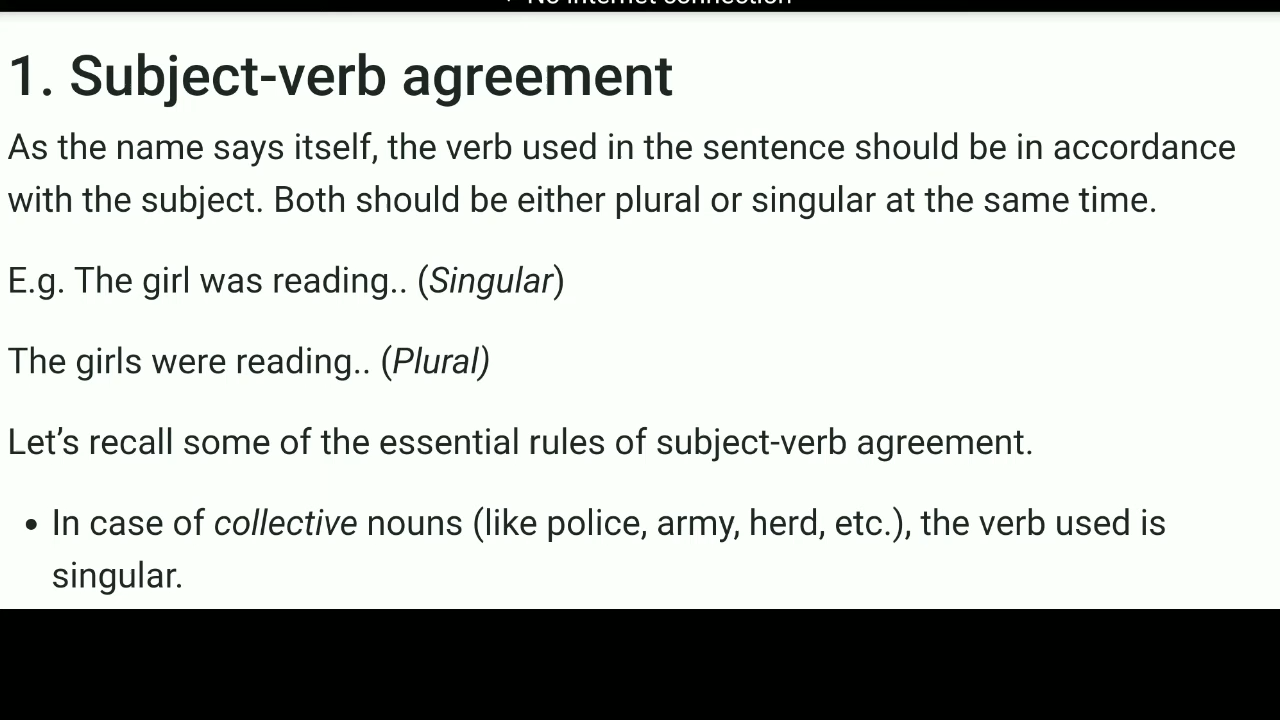 No internet connection
1. Subject-verb agreement
As the name says itself, the verb used in the sentence should be in accordance
with the subject. Both should be either plural or singular at the same time.
E.g. The girl was reading.. (Singular)
The girls were reading.. (Plural)
Let’s recall some of the essential rules of subject-verb agreement.
• In case of collective nouns (like police, army, herd, etc.), the verb used is
singular.